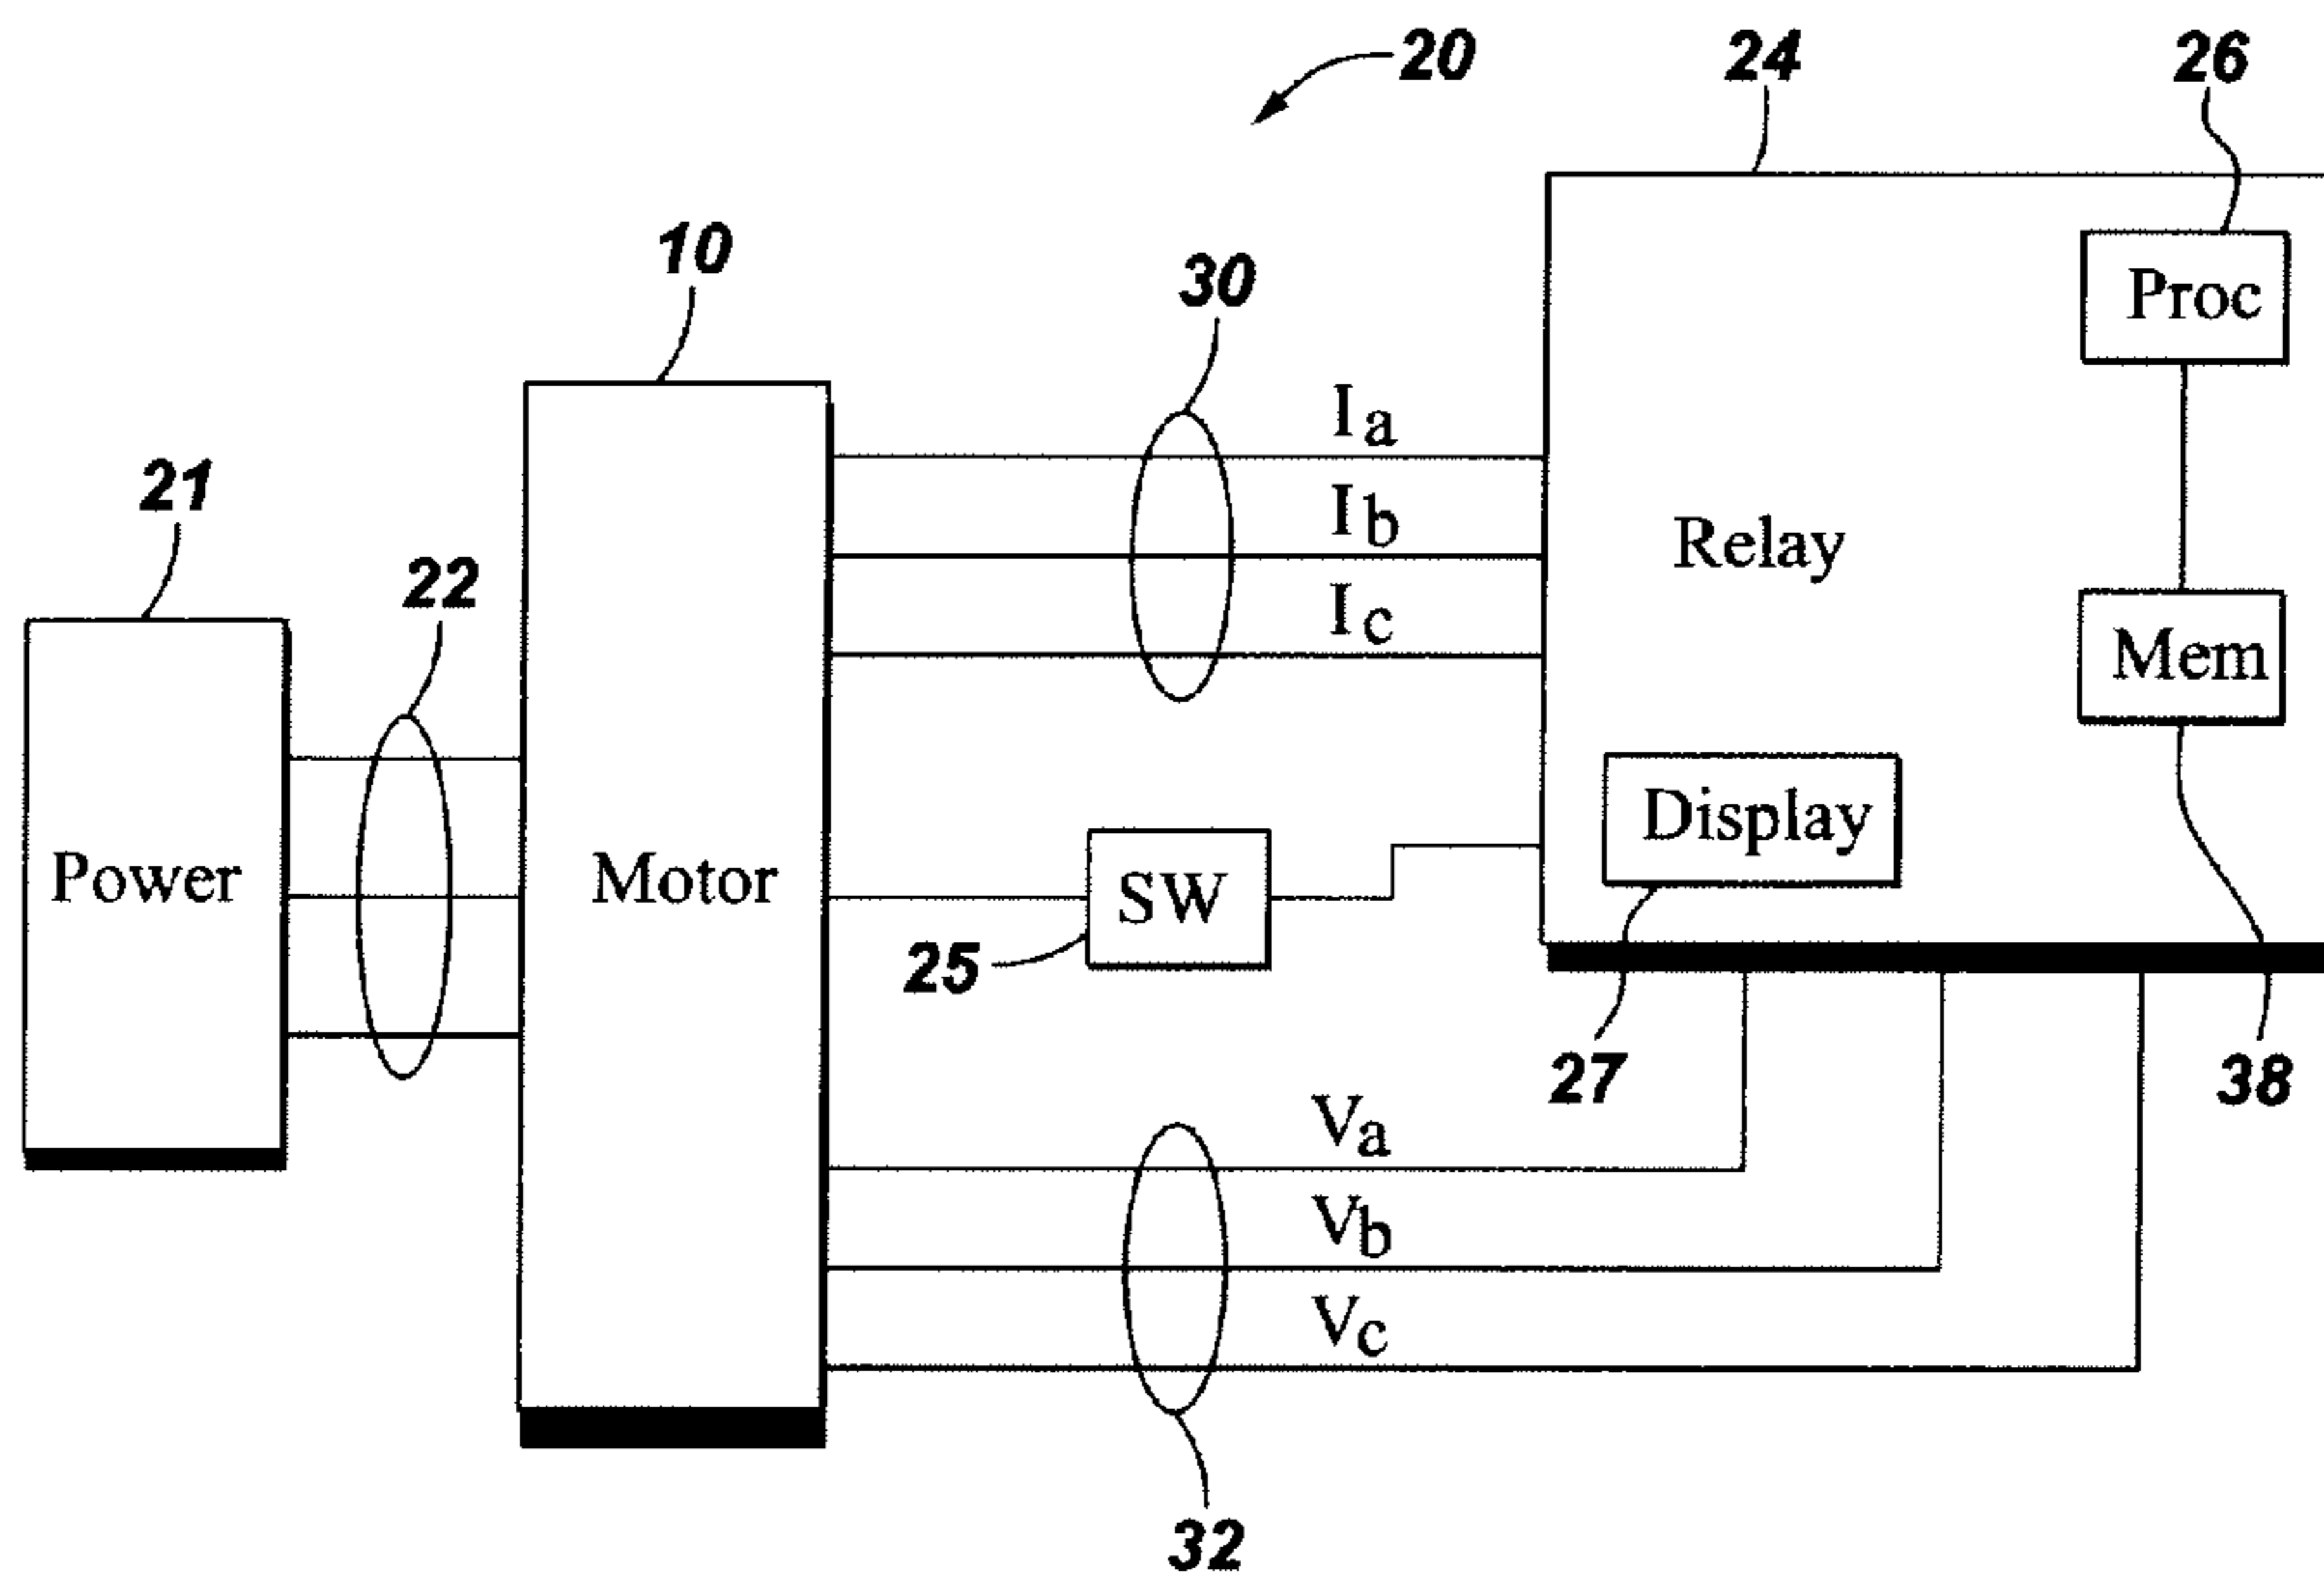 20
24
26
10
30
Proc
Ia
21
Ib
Relay
22
Ic
Mem
Display
Power
Motor
SW
25
27
38
Va
Vb
Vc
32